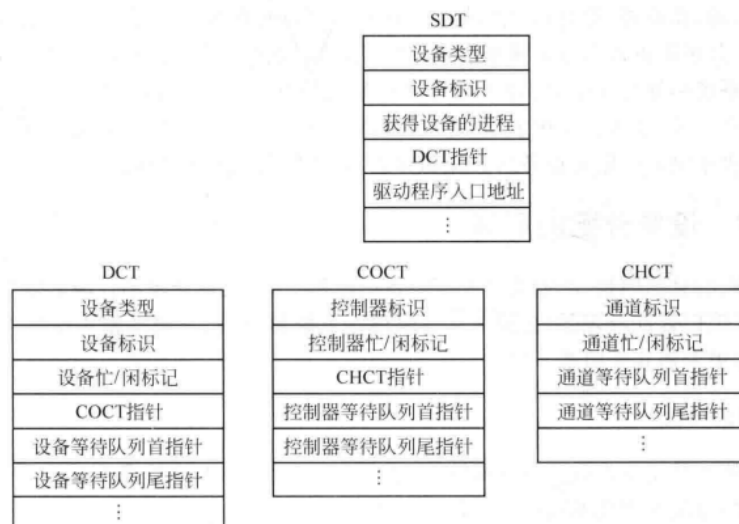 SDT
设备类型
设备标识
获得设备的进程
DCT指针
驱动程序入口地址
⋮
DCT
设备类型
设备标识
设备忙/闲标记
COCT指针
设备等待队列首指针
设备等待队列尾指针
⋮
COCT
控制器标识
控制器忙/闲标记
CHCT指针
控制器等待队列首指针
控制器等待队列尾指针
⋮
CHCT
通道标识
通道忙/闲标记
通道等待队列首指针
通道等待队列尾指针
⋮